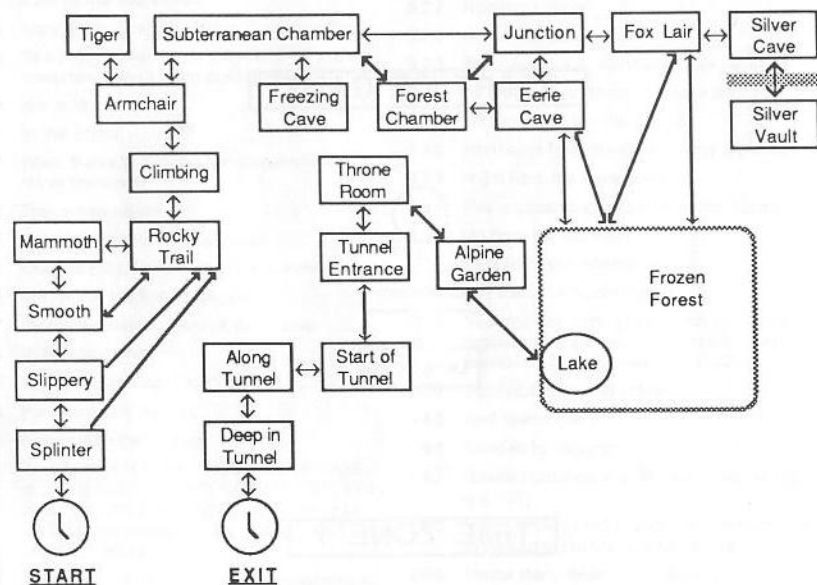 Tiger
Subterranean Chamber
Junction
Fox Lair
Silver
Cave
Armchair
Freezing
Cave
Forest
Chamber
Eerie
Cave
Silver
Vault
Climbing
Throne
Room
Mammoth
Rocky
Trail
Tunnel
Entrance
Alpine
Garden
Frozen
Forest
Smooth
Along
Tunnel
Start of
Tunnel
Lake
Slippery
Splinter
Deep in
Tunnel
START
EXIT